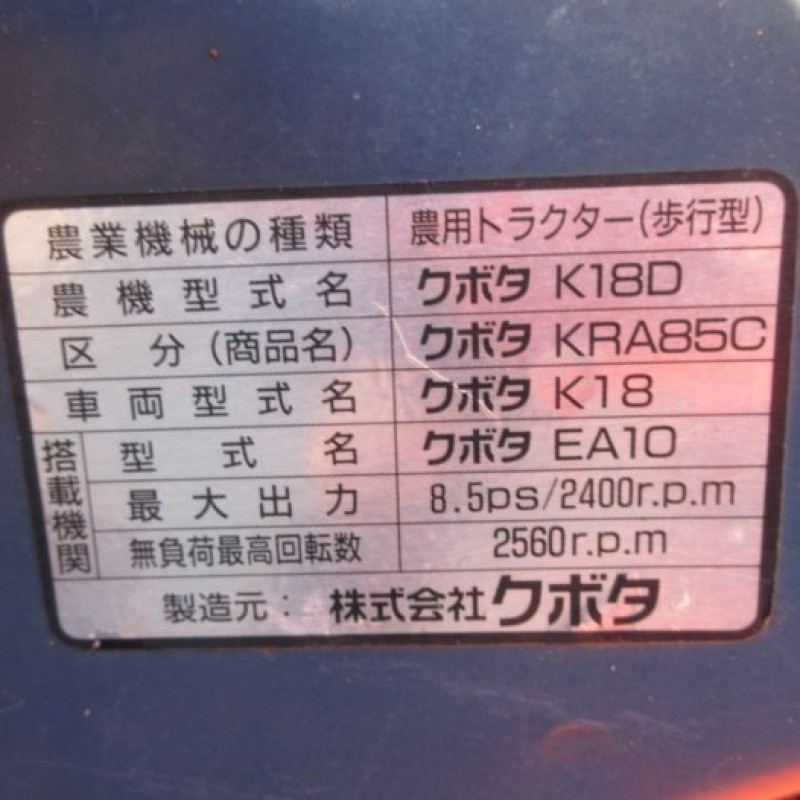 農業機械の種類 農用トラクター(歩行型)
農機型式名 クボタ K18D
区分(商品名) クボタ KRA85C
車両型式名 クボタ K18
搭載機関
型式名 クボタ EA10
最大出力 8.5ps/2400r.p.m
無負荷最高回転数 2560r.p.m
製造元: 株式会社クボタ